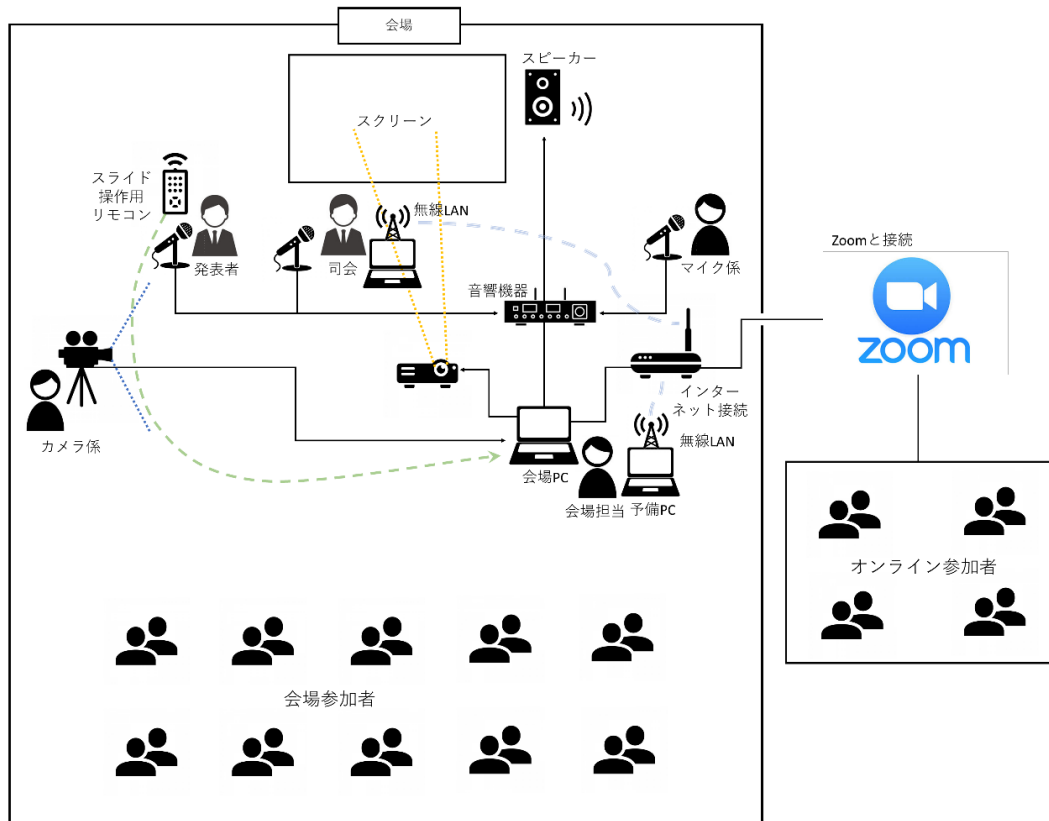 会場
スピーカー
スクリーン
スライド
操作用
リモコン
無線LAN
発表者
司会
マイク係
Zoomと接続
zoom
音響機器
インター
ネット接続
カメラ係
無線LAN
会場PC
会場担当
予備PC
オンライン参加者
会場参加者